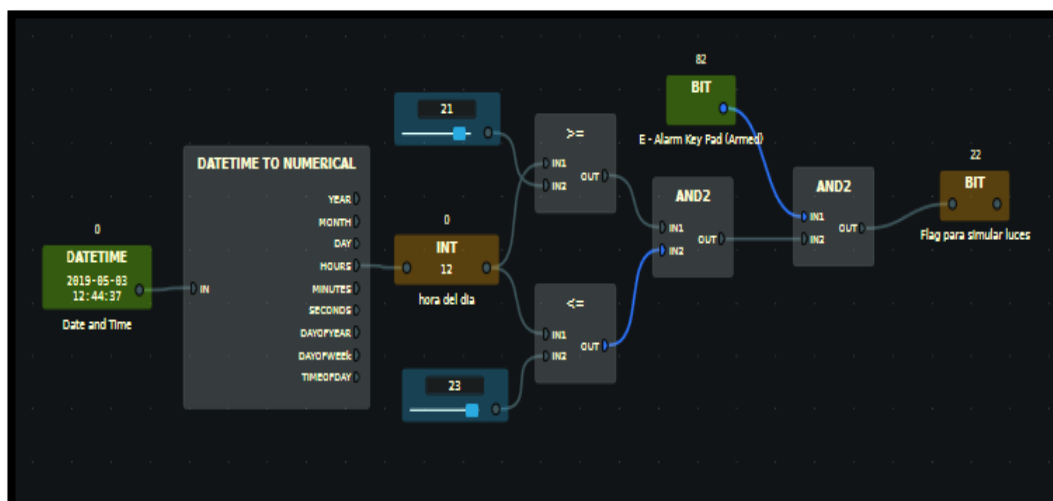 0
DATETIME
2019-05-03
12:44:37
Date and Time
DATETIME TO NUMERICAL
YEAR
MONTH
DAY
HOURS
MINUTES
SECONDS
DAYOFYEAR
DAYOFWEEK
TIMEOFDAY
IN
21
0
INT
12
hora del dia
23
>=
IN1
IN2
OUT
<=
IN1
IN2
OUT
82
BIT
E - Alarm Key Pad (Armed)
AND2
IN1
IN2
OUT
AND2
IN1
IN2
OUT
22
BIT
Flag para simular luces